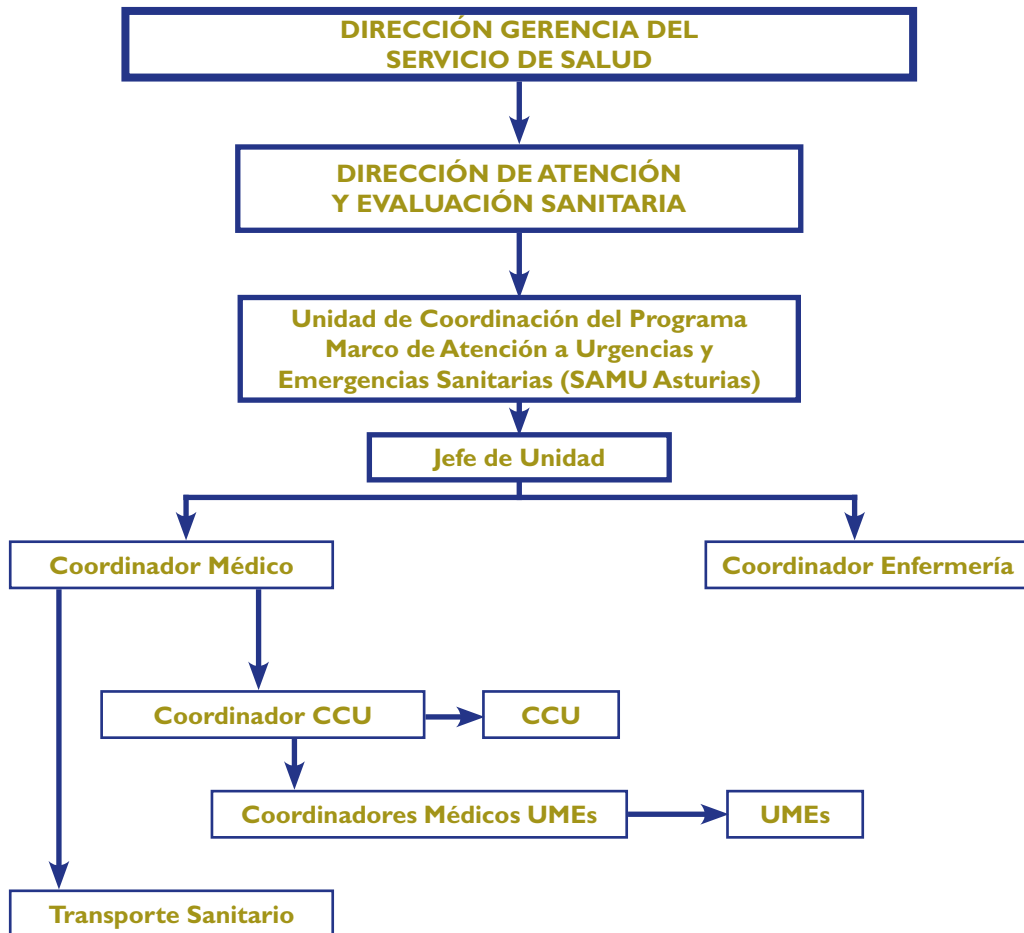 DIRECCIÓN GERENCIA DEL
SERVICIO DE SALUD
DIRECCIÓN DE ATENCIÓN
Y EVALUACIÓN SANITARIA
Unidad de Coordinación del Programa
Marco de Atención a Urgencias y
Emergencias Sanitarias (SAMU Asturias)
Jefe de Unidad
Coordinador Médico
Coordinador Enfermería
Coordinador CCU
CCU
Coordinadores Médicos UMEs
UMEs
Transporte Sanitario